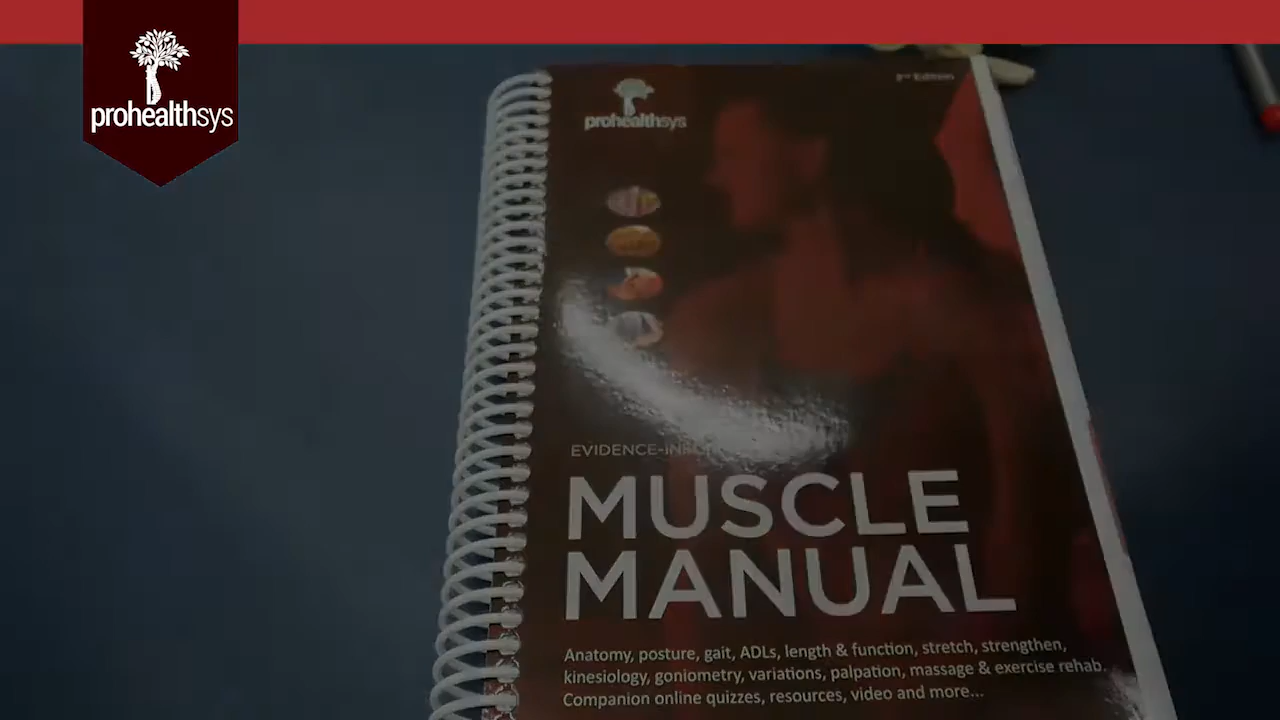 prohealthsys
3rd Edition
prohealthsys
MUSCLE
MANUAL
Anatomy, posture, gait, ADLs, length & function, stretch, strengthen,
kinesiology, goniometry, variations, palpation, massage & exercise rehab.
Companion online quizzes, resources, video and more...